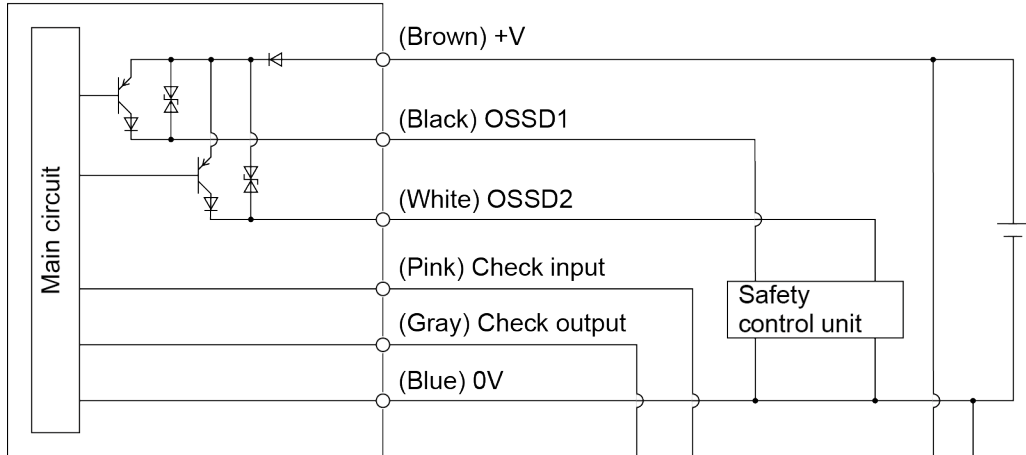 Main circuit
(Brown) +V
(Black) OSSD1
(White) OSSD2
(Pink) Check input
(Gray) Check output
(Blue) 0V
Safety
control unit